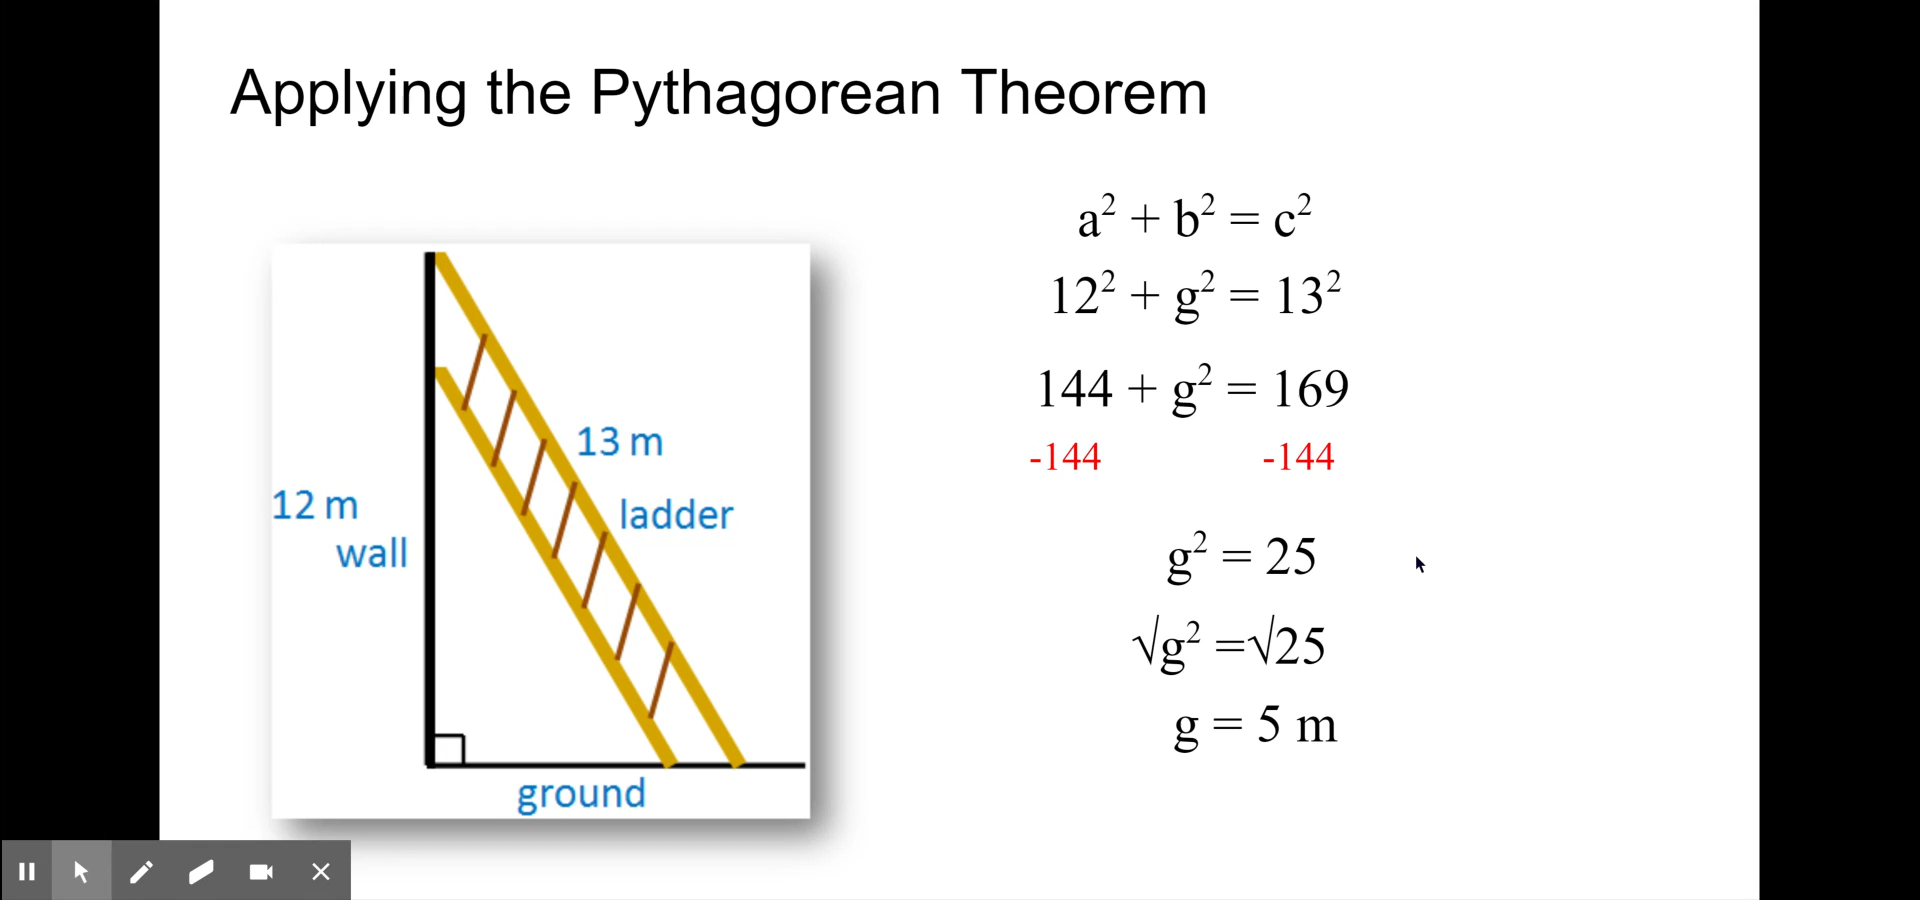 Applying the Pythagorean Theorem
12 m
wall
13 m
ladder
ground
a² + b² = c²
12² + g² = 13²
144 + g² = 169
-144 -144
g² = 25
√g² =√25
g = 5 m